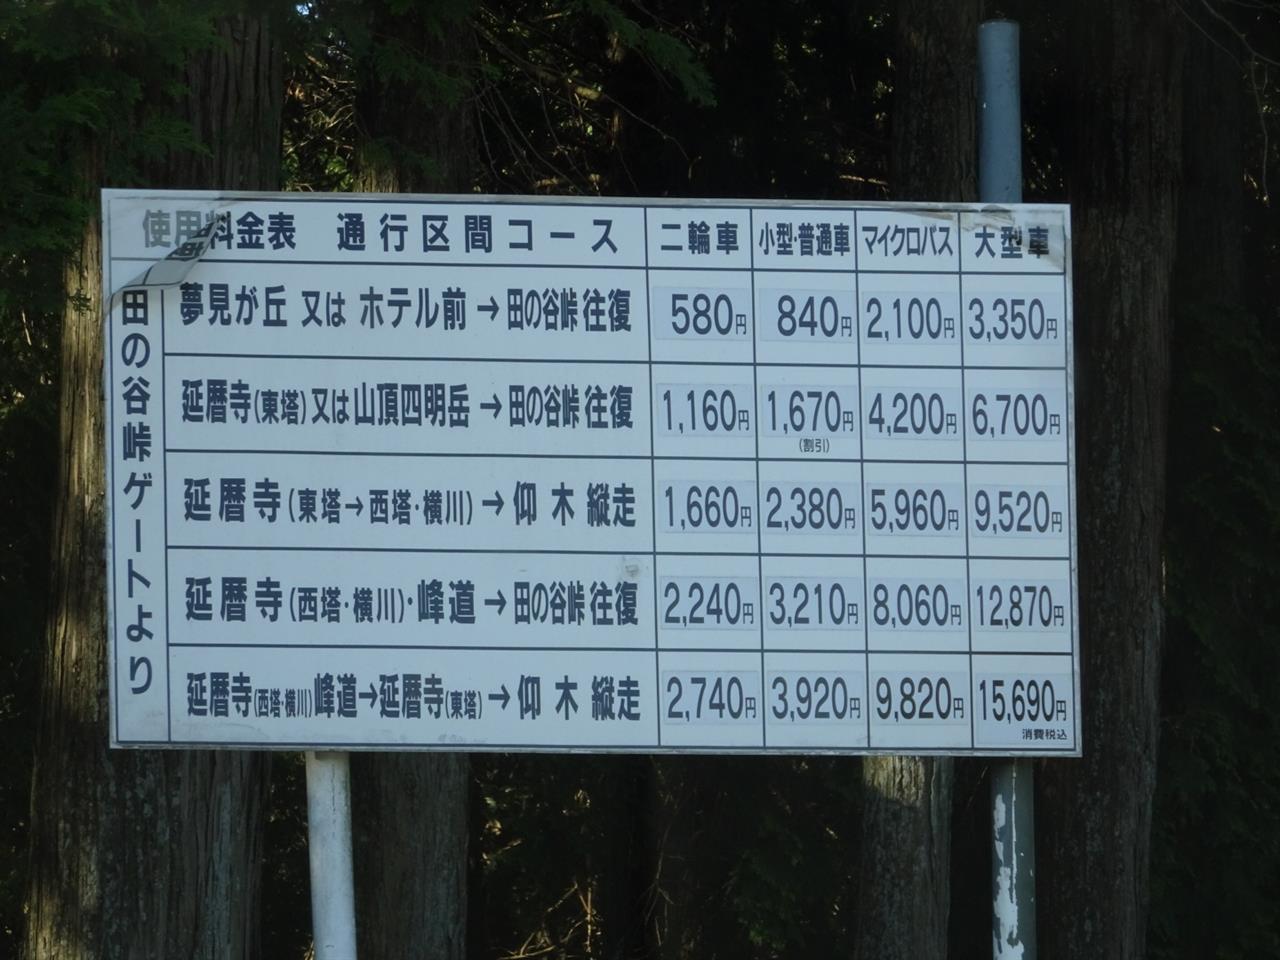 使用料金表 通行区間コース 二輪車 小型・普通車 マイクロバス 大型車
田の谷峠ゲートより
夢見が丘 又は ホテル前 → 田の谷峠 往復 580円 840円 2,100円 3,350円
延暦寺(東塔)又は山頂四明岳 → 田の谷峠 往復 1,160円 1,670円 (割引) 4,200円 6,700円
延暦寺(東塔→西塔・横川)→ 仰木縦走 1,660円 2,380円 5,960円 9,520円
延暦寺(西塔・横川)・峰道 → 田の谷峠 往復 2,240円 3,210円 8,060円 12,870円
延暦寺(西塔・横川)峰道→延暦寺(東塔)→ 仰木縦走 2,740円 3,920円 9,820円 15,690円
消費税込